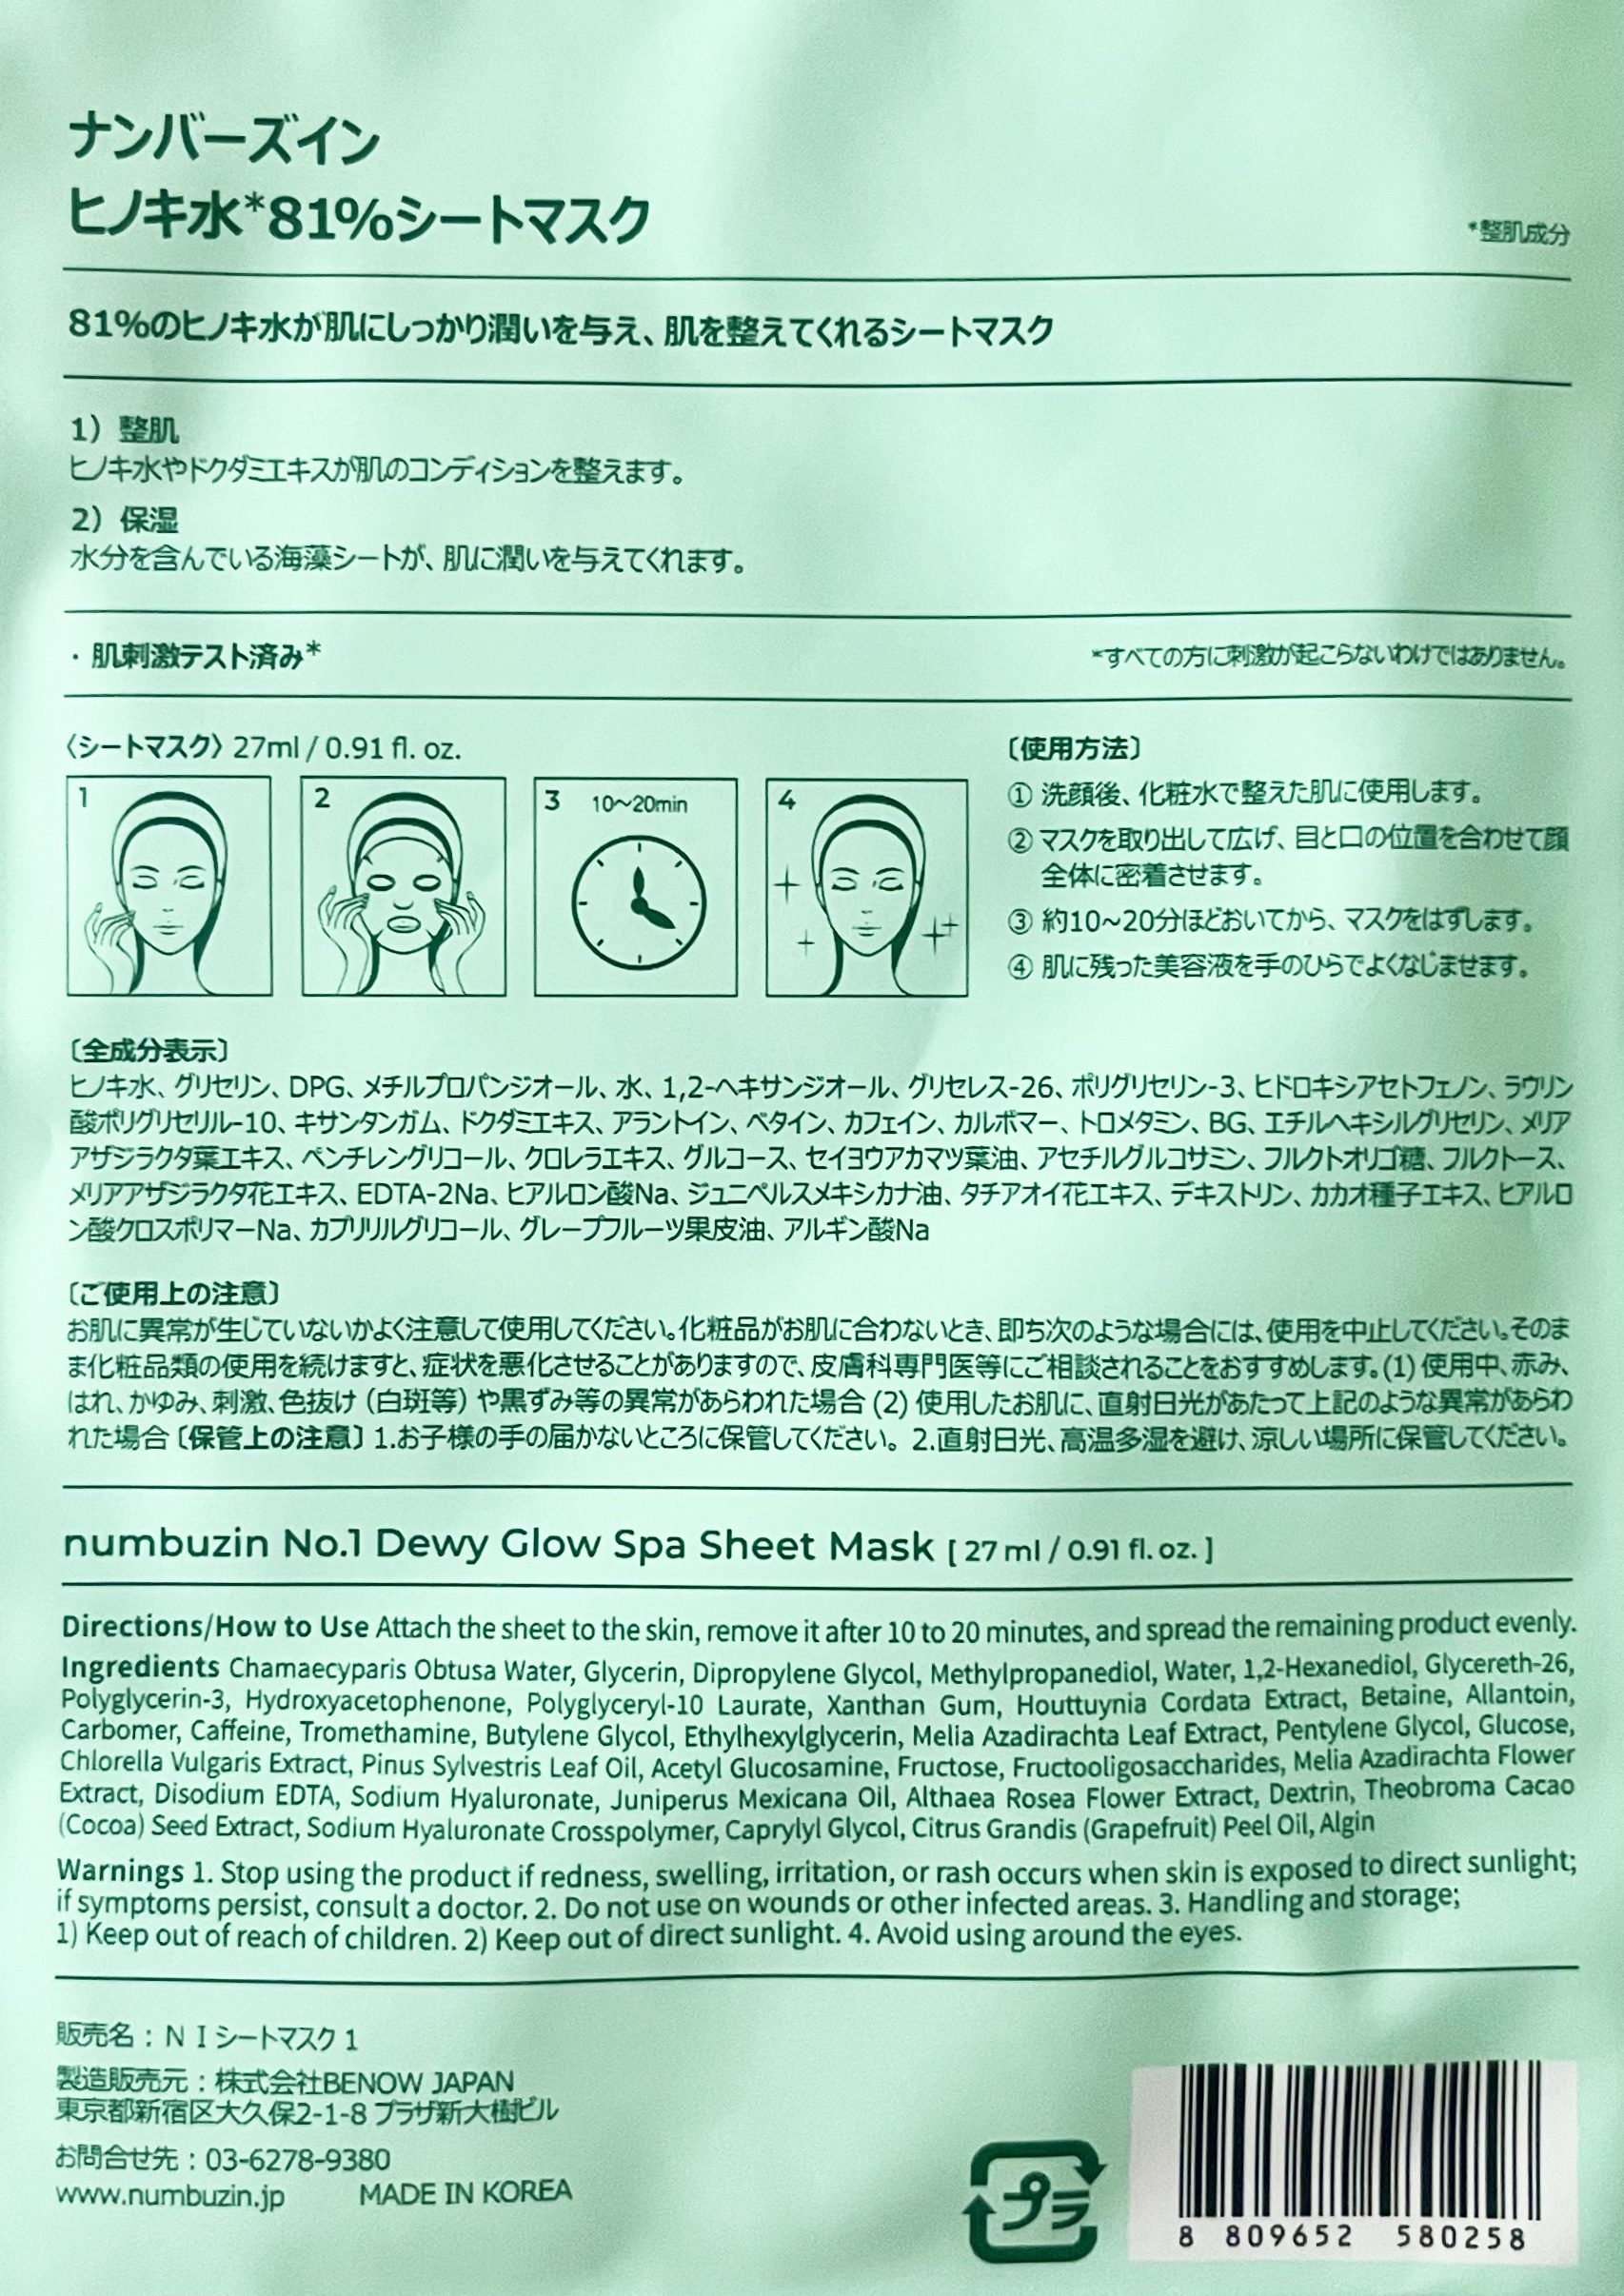 ナンバーズイン
ヒノキ水*81%シートマスク
*整肌成分
81%のヒノキ水が肌にしっかり潤いを与え、肌を整えてくれるシートマスク
1）整肌
ヒノキ水やドクダミエキスが肌のコンディションを整えます。
2）保湿
水分を含んでいる海藻シートが、肌に潤いを与えてくれます。
・肌刺激テスト済み*
*すべての方に刺激が起こらないわけではありません。
〈シートマスク〉27ml / 0.91 fl. oz.
1
2
3 10〜20min
4
〔使用方法〕
① 洗顔後、化粧水で整えた肌に使用します。
② マスクを取り出して広げ、目と口の位置を合わせて顔
全体に密着させます。
③ 約10〜20分ほどおいてから、マスクをはずします。
④ 肌に残った美容液を手のひらでよくなじませます。
〔全成分表示〕
ヒノキ水、グリセリン、DPG、メチルプロパンジオール、水、1,2-ヘキサンジオール、グリセレス-26、ポリグリセリン-3、ヒドロキシアセトフェノン、ラウリン
酸ポリグリセリル-10、キサンタンガム、ドクダミエキス、アラントイン、ベタイン、カフェイン、カルボマー、トロメタミン、BG、エチルヘキシルグリセリン、メリア
アザジラクタ葉エキス、ペンチレングリコール、クロレラエキス、グルコース、セイヨウアカマツ葉油、アセチルグルコサミン、フルクトオリゴ糖、フルクトース、
メリアアザジラクタ花エキス、EDTA-2Na、ヒアルロン酸Na、ジュニペルスメキシカナ油、タチアオイ花エキス、デキストリン、カカオ種子エキス、ヒアルロ
ン酸クロスポリマーNa、カプリリルグリコール、グレープフルーツ果皮油、アルギン酸Na
〔ご使用上の注意〕
お肌に異常が生じていないかよく注意して使用してください。化粧品がお肌に合わないとき、即ち次のような場合には、使用を中止してください。そのま
ま化粧品類の使用を続けますと、症状を悪化させることがありますので、皮膚科専門医等にご相談されることをおすすめします。(1) 使用中、赤み、
はれ、かゆみ、刺激、色抜け（白斑等）や黒ずみ等の異常があらわれた場合 (2) 使用したお肌に、直射日光があたって上記のような異常があらわ
れた場合〔保管上の注意〕1.お子様の手の届かないところに保管してください。 2.直射日光、高温多湿を避け、涼しい場所に保管してください。
numbuzin No.1 Dewy Glow Spa Sheet Mask [ 27 ml / 0.91 fl. oz. ]
Directions/How to Use Attach the sheet to the skin, remove it after 10 to 20 minutes, and spread the remaining product evenly.
Ingredients Chamaecyparis Obtusa Water, Glycerin, Dipropylene Glycol, Methylpropanediol, Water, 1,2-Hexanediol, Glycereth-26,
Polyglycerin-3, Hydroxyacetophenone, Polyglyceryl-10 Laurate, Xanthan Gum, Houttuynia Cordata Extract, Betaine, Allantoin,
Carbomer, Caffeine, Tromethamine, Butylene Glycol, Ethylhexylglycerin, Melia Azadirachta Leaf Extract, Pentylene Glycol, Glucose,
Chlorella Vulgaris Extract, Pinus Sylvestris Leaf Oil, Acetyl Glucosamine, Fructose, Fructooligosaccharides, Melia Azadirachta Flower
Extract, Disodium EDTA, Sodium Hyaluronate, Juniperus Mexicana Oil, Althaea Rosea Flower Extract, Dextrin, Theobroma Cacao
(Cocoa) Seed Extract, Sodium Hyaluronate Crosspolymer, Caprylyl Glycol, Citrus Grandis (Grapefruit) Peel Oil, Algin
Warnings 1. Stop using the product if redness, swelling, irritation, or rash occurs when skin is exposed to direct sunlight;
if symptoms persist, consult a doctor. 2. Do not use on wounds or other infected areas. 3. Handling and storage;
1) Keep out of reach of children. 2) Keep out of direct sunlight. 4. Avoid using around the eyes.
販売名：ＮＩシートマスク 1
製造販売元：株式会社BENOW JAPAN
東京都新宿区大久保2-1-8 プラザ新大樹ビル
お問合せ先：03-6278-9380
www.numbuzin.jp MADE IN KOREA
プラ
8 809652 580258